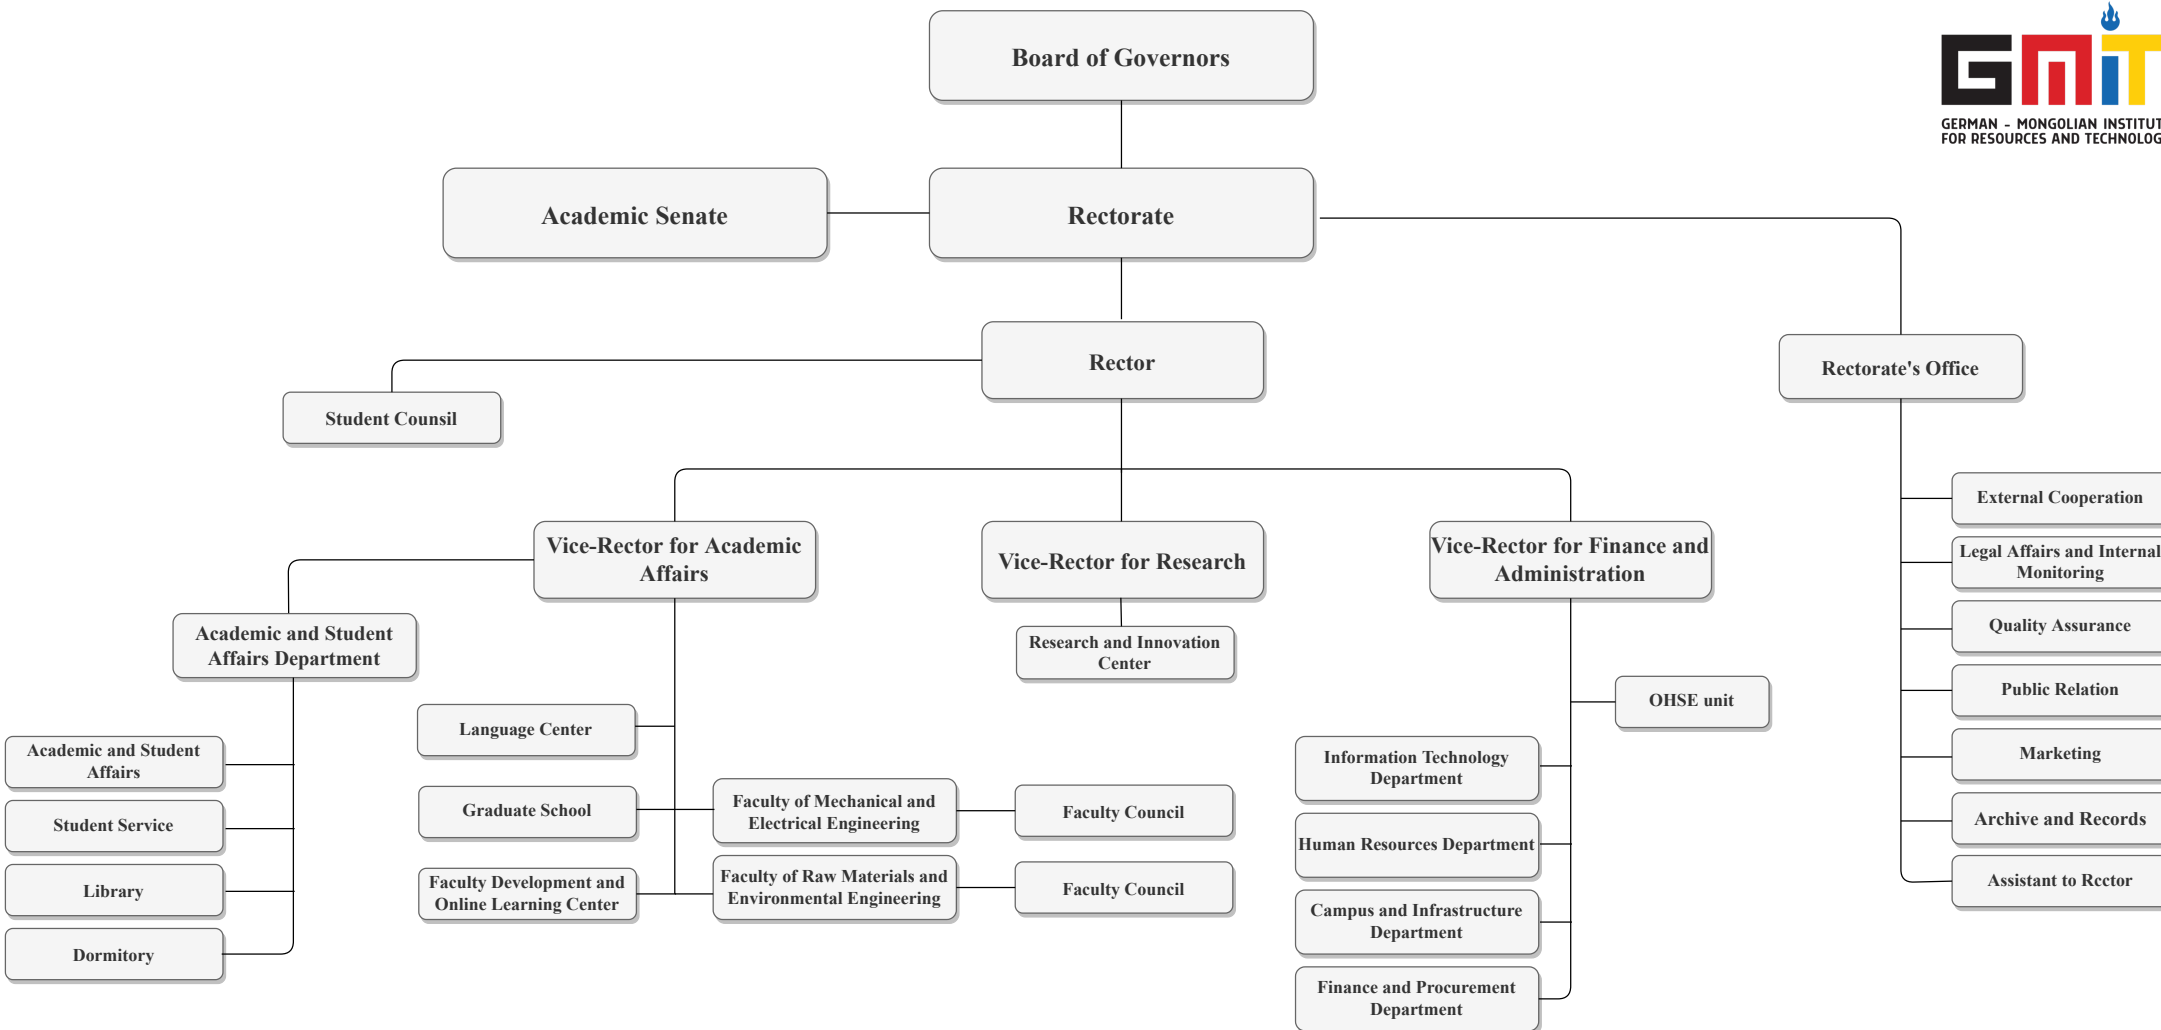 Board of Governors
GMIT
GERMAN - MONGOLIAN INSTITUT
FOR RESOURCES AND TECHNOLOG
Academic Senate
Rectorate
Rector
Rectorate's Office
Student Counsil
External Cooperation
Vice-Rector for Academic
Affairs
Vice-Rector for Research
Vice-Rector for Finance and
Administration
Legal Affairs and Internal
Monitoring
Academic and Student
Affairs Department
Research and Innovation
Center
Quality Assurance
Public Relation
OHSE unit
Language Center
Academic and Student
Affairs
Information Technology
Department
Marketing
Graduate School
Faculty of Mechanical and
Electrical Engineering
Faculty Council
Student Service
Archive and Records
Human Resources Department
Faculty Development and
Online Learning Center
Faculty of Raw Materials and
Environmental Engineering
Faculty Council
Library
Assistant to Rcctor
Campus and Infrastructure
Department
Dormitory
Finance and Procurement
Department